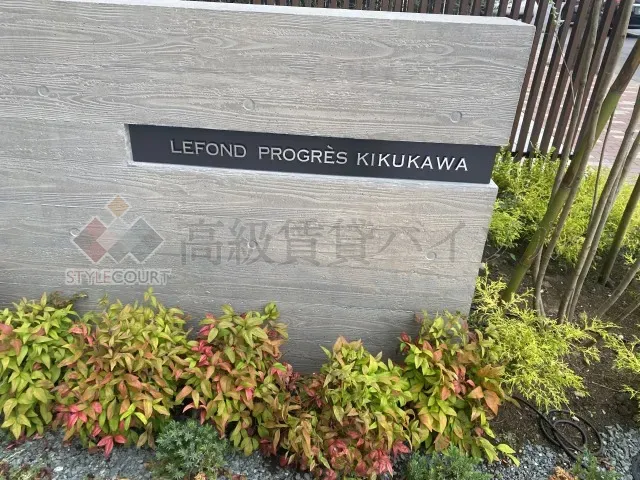 LEFOND PROGRÈS KIKUKAWA
高級賃貸バイ
STYLECOURT